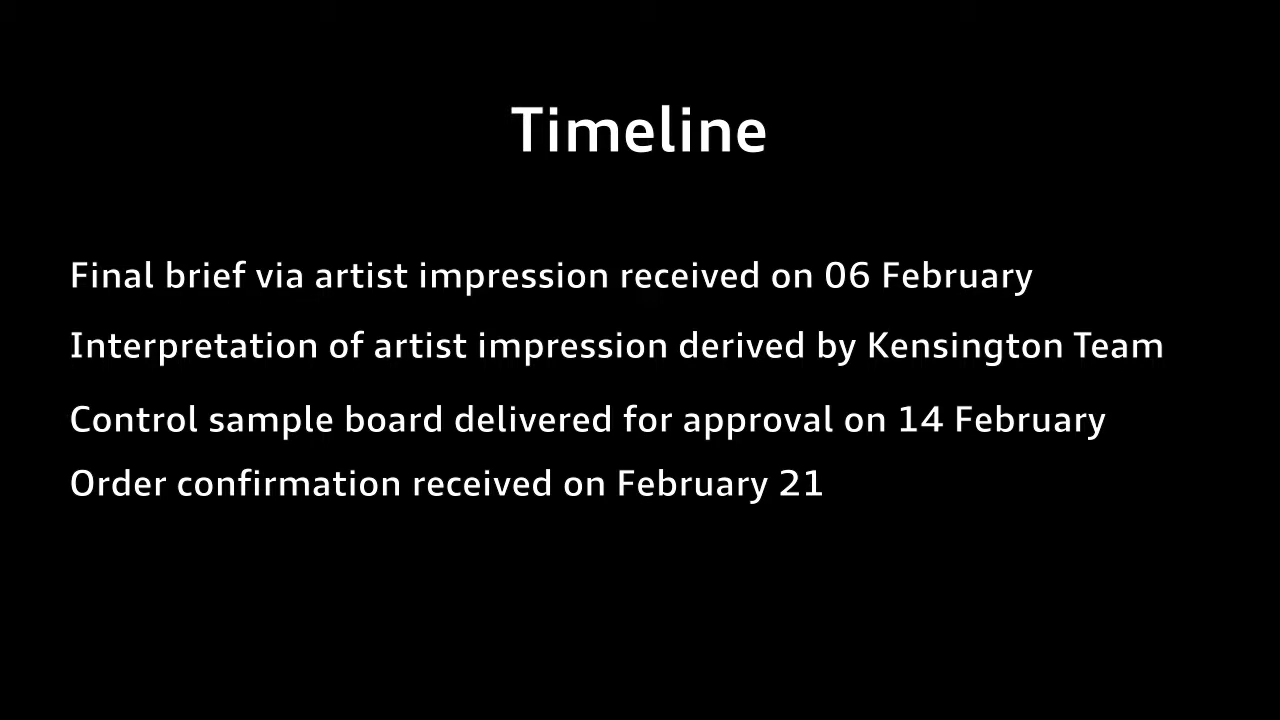 Timeline
Final brief via artist impression received on 06 February
Interpretation of artist impression derived by Kensington Team
Control sample board delivered for approval on 14 February
Order confirmation received on February 21